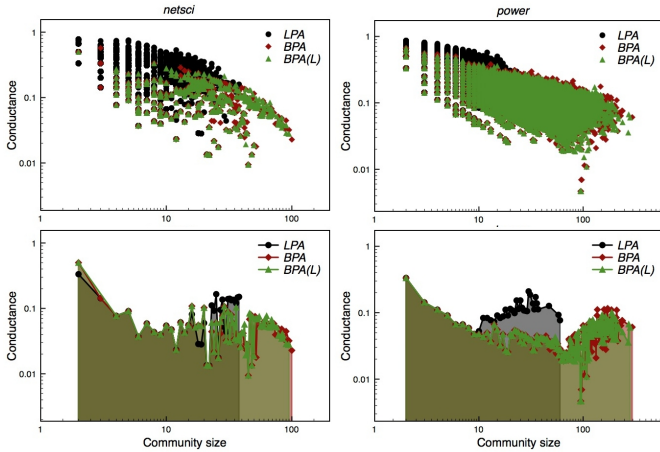 netsci
power
1
0.1
0.01
Conductance
LPA
BPA
BPA(L)
1
10
100
1
0.1
0.01
Conductance
LPA
BPA
BPA(L)
1
10
100
1
0.1
0.01
Conductance
LPA
BPA
BPA(L)
1
10
100
Community size
1
0.1
0.01
Conductance
LPA
BPA
BPA(L)
1
10
100
Community size